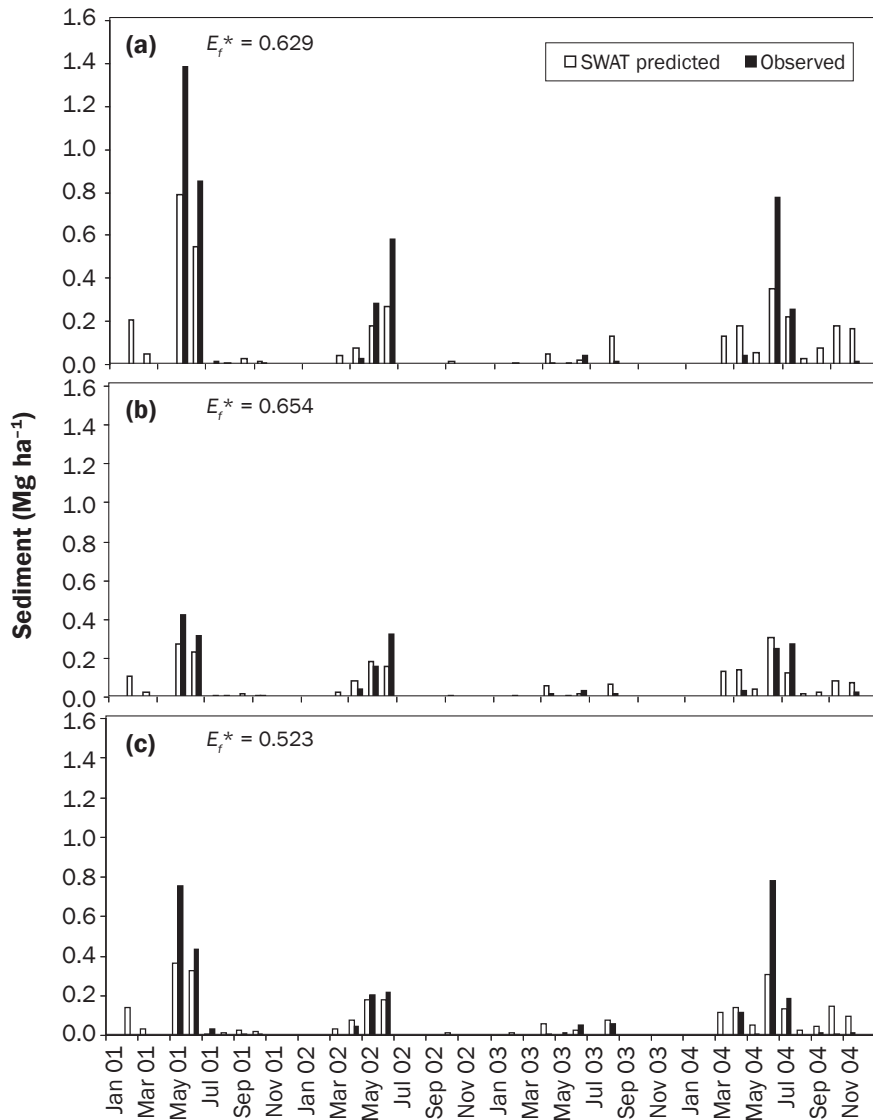 1.6
(a)
E_f* = 0.629
SWAT predicted
Observed
1.4
1.2
1.0
0.8
0.6
0.4
0.2
0.0
Sediment (Mg ha⁻¹)
1.6
(b)
E_f* = 0.654
1.4
1.2
1.0
0.8
0.6
0.4
0.2
0.0
1.6
(c)
E_f* = 0.523
1.4
1.2
1.0
0.8
0.6
0.4
0.2
0.0
Jan 01
Mar 01
May 01
Jul 01
Sep 01
Nov 01
Jan 02
Mar 02
May 02
Jul 02
Sep 02
Nov 02
Jan 03
Mar 03
May 03
Jul 03
Sep 03
Nov 03
Jan 04
Mar 04
May 04
Jul 04
Sep 04
Nov 04